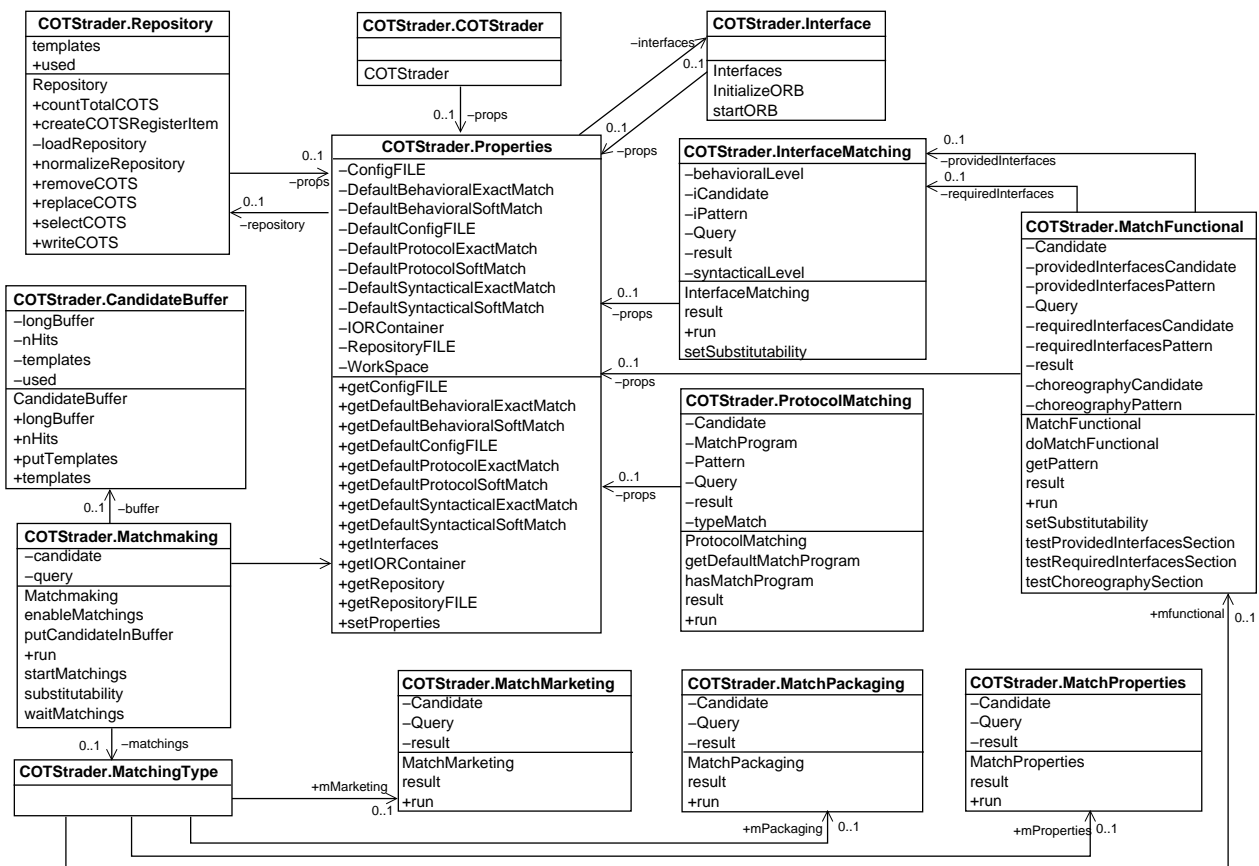 COTStrader.Repository
templates
+used
Repository
+countTotalCOTS
+createCOTSRegisterItem
−loadRepository
+normalizeRepository
+removeCOTS
+replaceCOTS
+selectCOTS
+writeCOTS
COTStrader.COTStrader
COTStrader
0..1 −props
COTStrader.Interface
Interfaces
InitializeORB
startORB
−interfaces
0..1
0..1
−props
0..1
−props
0..1
−repository
COTStrader.Properties
−ConfigFILE
−DefaultBehavioralExactMatch
−DefaultBehavioralSoftMatch
−DefaultConfigFILE
−DefaultProtocolExactMatch
−DefaultProtocolSoftMatch
−DefaultSyntacticalExactMatch
−DefaultSyntacticalSoftMatch
−IORContainer
−RepositoryFILE
−WorkSpace
+getConfigFILE
+getDefaultBehavioralExactMatch
+getDefaultBehavioralSoftMatch
+getDefaultConfigFILE
+getDefaultProtocolExactMatch
+getDefaultProtocolSoftMatch
+getDefaultSyntacticalExactMatch
+getDefaultSyntacticalSoftMatch
+getInterfaces
+getIORContainer
+getRepository
+getRepositoryFILE
+setProperties
COTStrader.InterfaceMatching
−behavioralLevel
−iCandidate
−iPattern
−Query
−result
−syntacticalLevel
InterfaceMatching
result
+run
setSubstitutability
0..1
−providedInterfaces
0..1
−requiredInterfaces
0..1
−props
0..1
−props
COTStrader.MatchFunctional
−Candidate
−providedInterfacesCandidate
−providedInterfacesPattern
−Query
−requiredInterfacesCandidate
−requiredInterfacesPattern
−result
−choreographyCandidate
−choreographyPattern
MatchFunctional
doMatchFunctional
getPattern
result
+run
setSubstitutability
testProvidedInterfacesSection
testRequiredInterfacesSection
testChoreographySection
+mfunctional 0..1
COTStrader.CandidateBuffer
−longBuffer
−nHits
−templates
−used
CandidateBuffer
+longBuffer
+nHits
+putTemplates
+templates
0..1 −buffer
COTStrader.ProtocolMatching
−Candidate
−MatchProgram
−Pattern
−Query
−result
−typeMatch
ProtocolMatching
getDefaultMatchProgram
hasMatchProgram
result
+run
0..1
−props
COTStrader.Matchmaking
−candidate
−query
Matchmaking
enableMatchings
putCandidateInBuffer
+run
startMatchings
substitutability
waitMatchings
0..1 −matchings
COTStrader.MatchingType
COTStrader.MatchMarketing
−Candidate
−Query
−result
MatchMarketing
result
+run
+mMarketing
0..1
COTStrader.MatchPackaging
−Candidate
−Query
−result
MatchPackaging
result
+run
+mPackaging 0..1
COTStrader.MatchProperties
−Candidate
−Query
−result
MatchProperties
result
+run
+mProperties 0..1